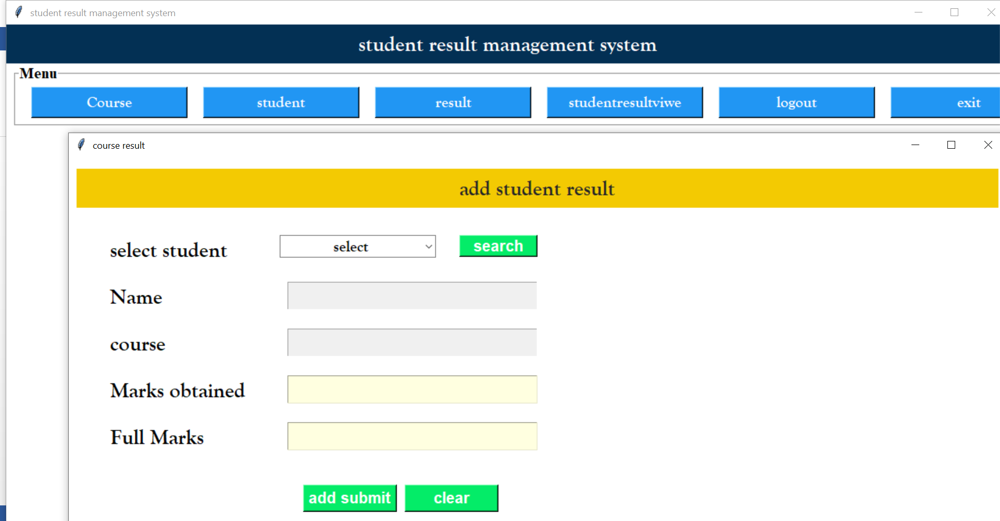 student result management system
student result management system
Menu
Course student result studentresultviwe logout exit
course result
add student result
select student select search
Name
course
Marks obtained
Full Marks
add submit clear